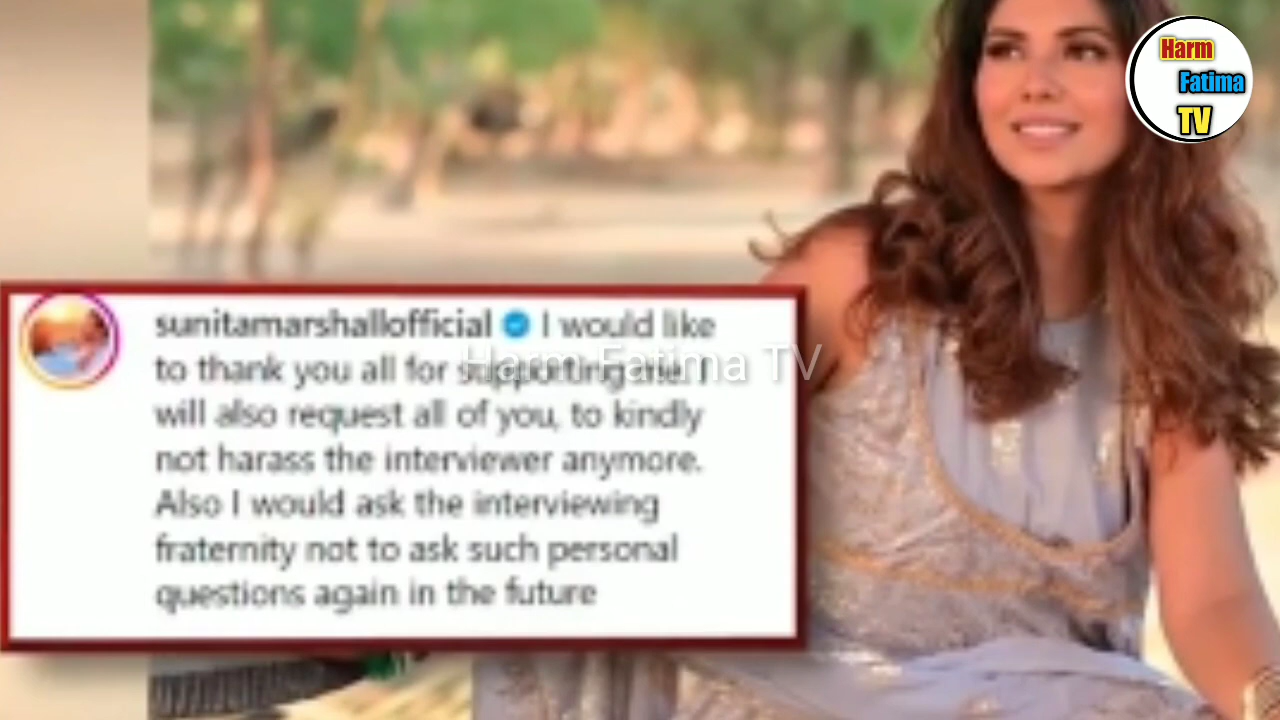 Harm
Fatima
TV
sunitamarshallofficial I would like
to thank you all for supporting me. I
will also request all of you, to kindly
not harass the interviewer anymore.
Also I would ask the interviewing
fraternity not to ask such personal
questions again in the future
Harm Fatima TV